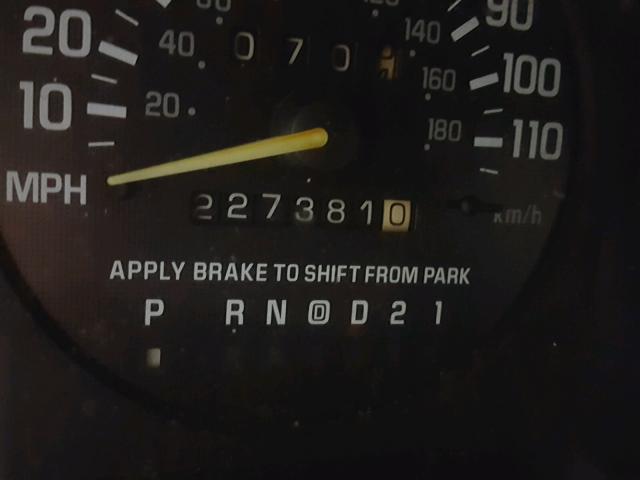 90
20 40 0 7 0 140
160 100
10 20
180 110
MPH
2 2 7 3 8 1 0 km/h
APPLY BRAKE TO SHIFT FROM PARK
P R N D D 2 1